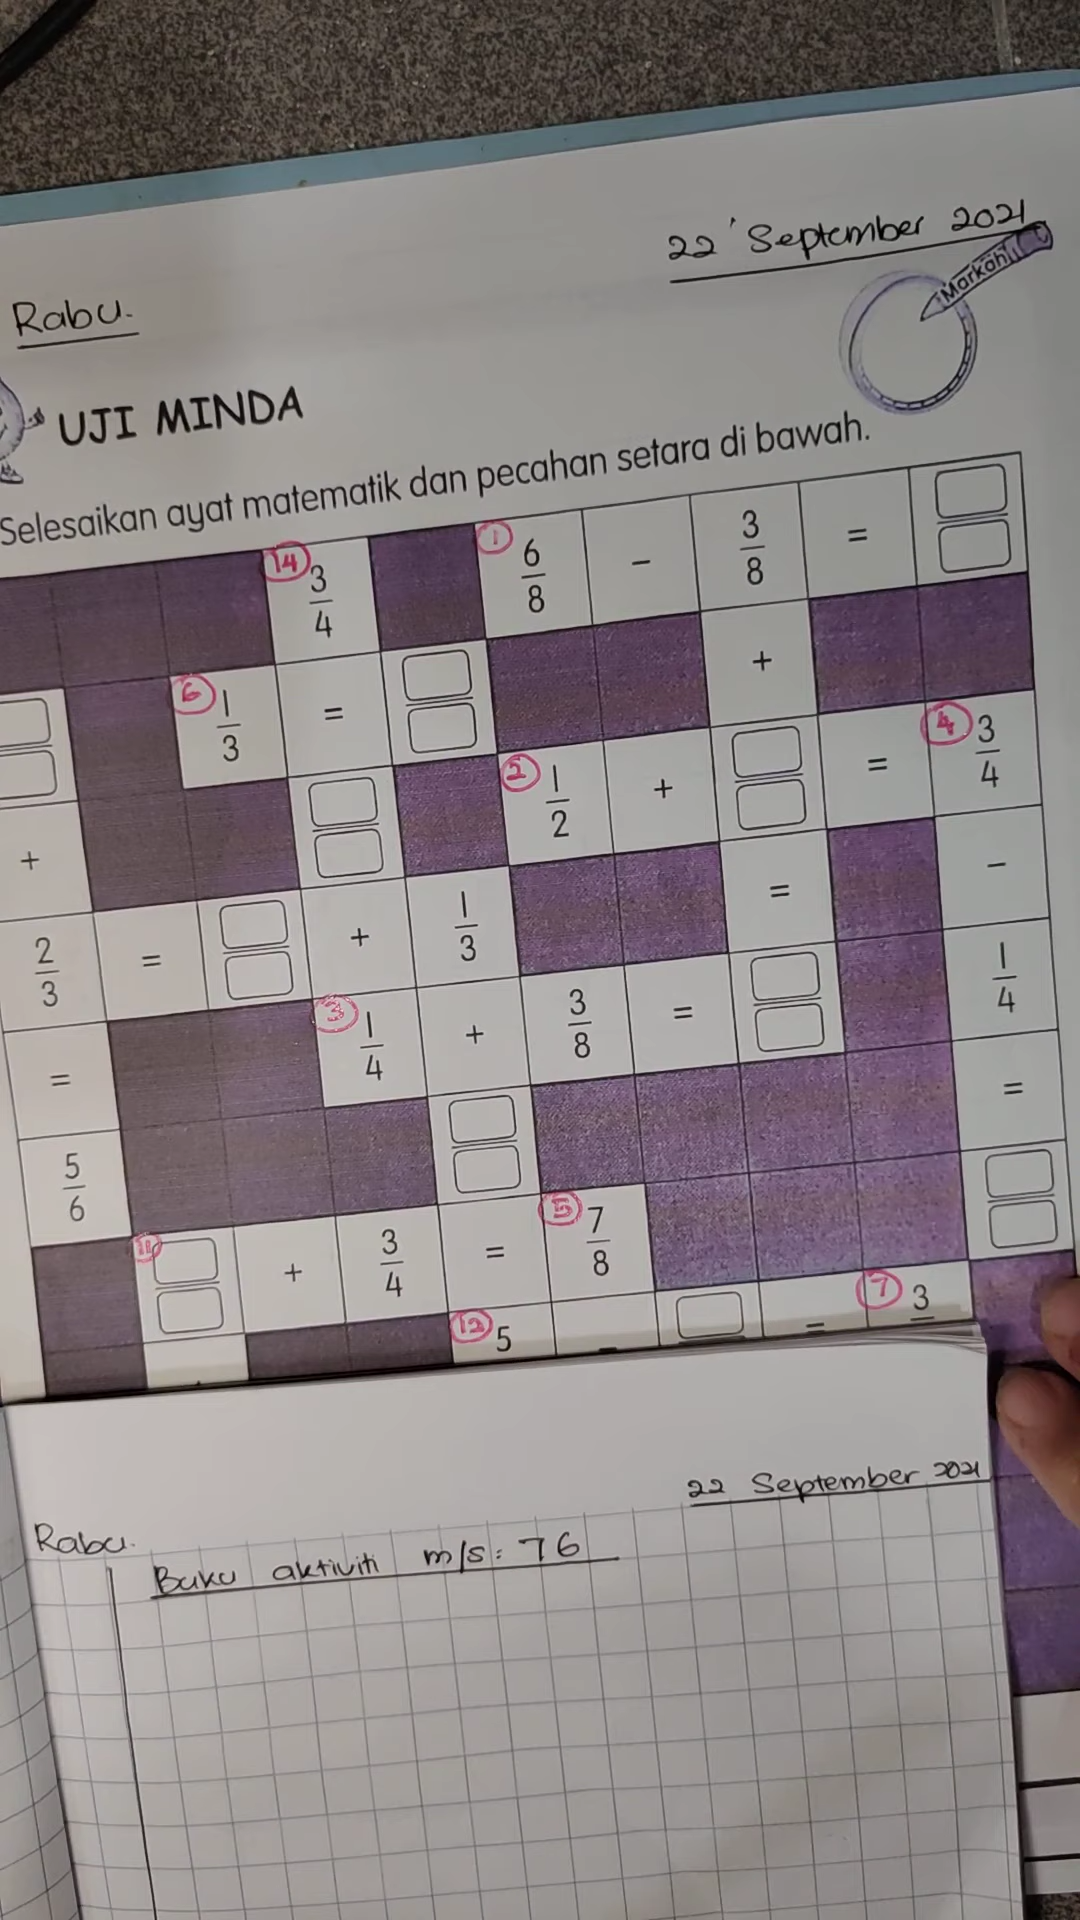 22 September 2021
Rabu.
Markah
UJI MINDA
Selesaikan ayat matematik dan pecahan setara di bawah.
14 3/4
1 6/8 - 3/8 =
6 1/3 =
+
2 1/2 + = 4 3/4
+
2/3 = + 1/3
=
-
3 1/4 + 3/8 =
1/4
=
5/6
=
11 + 3/4 = 5 7/8
12 5 - = 7 3
22 September 2021
Rabu.
Buku aktiviti m/s: 76